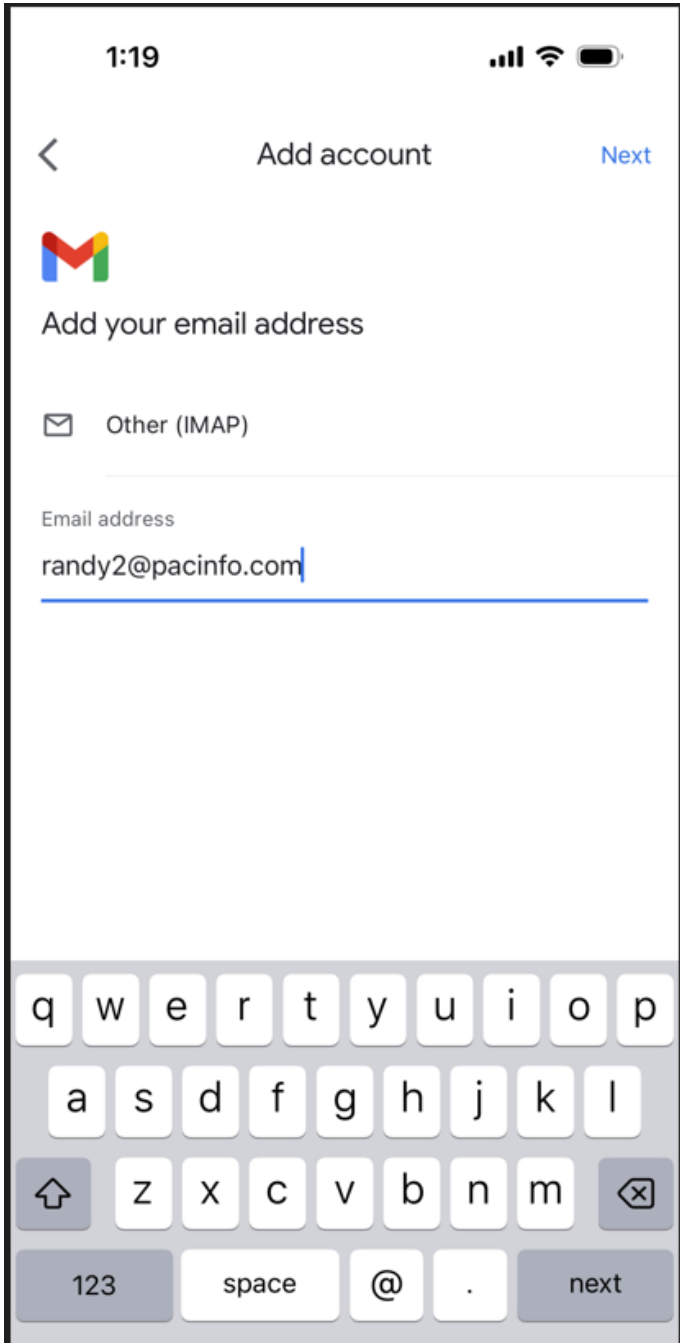 1:19
Add account Next
Add your email address
Other (IMAP)
Email address
randy2@pacinfo.com
q w e r t y u i o p
a s d f g h j k l
z x c v b n m
123 space @ . next